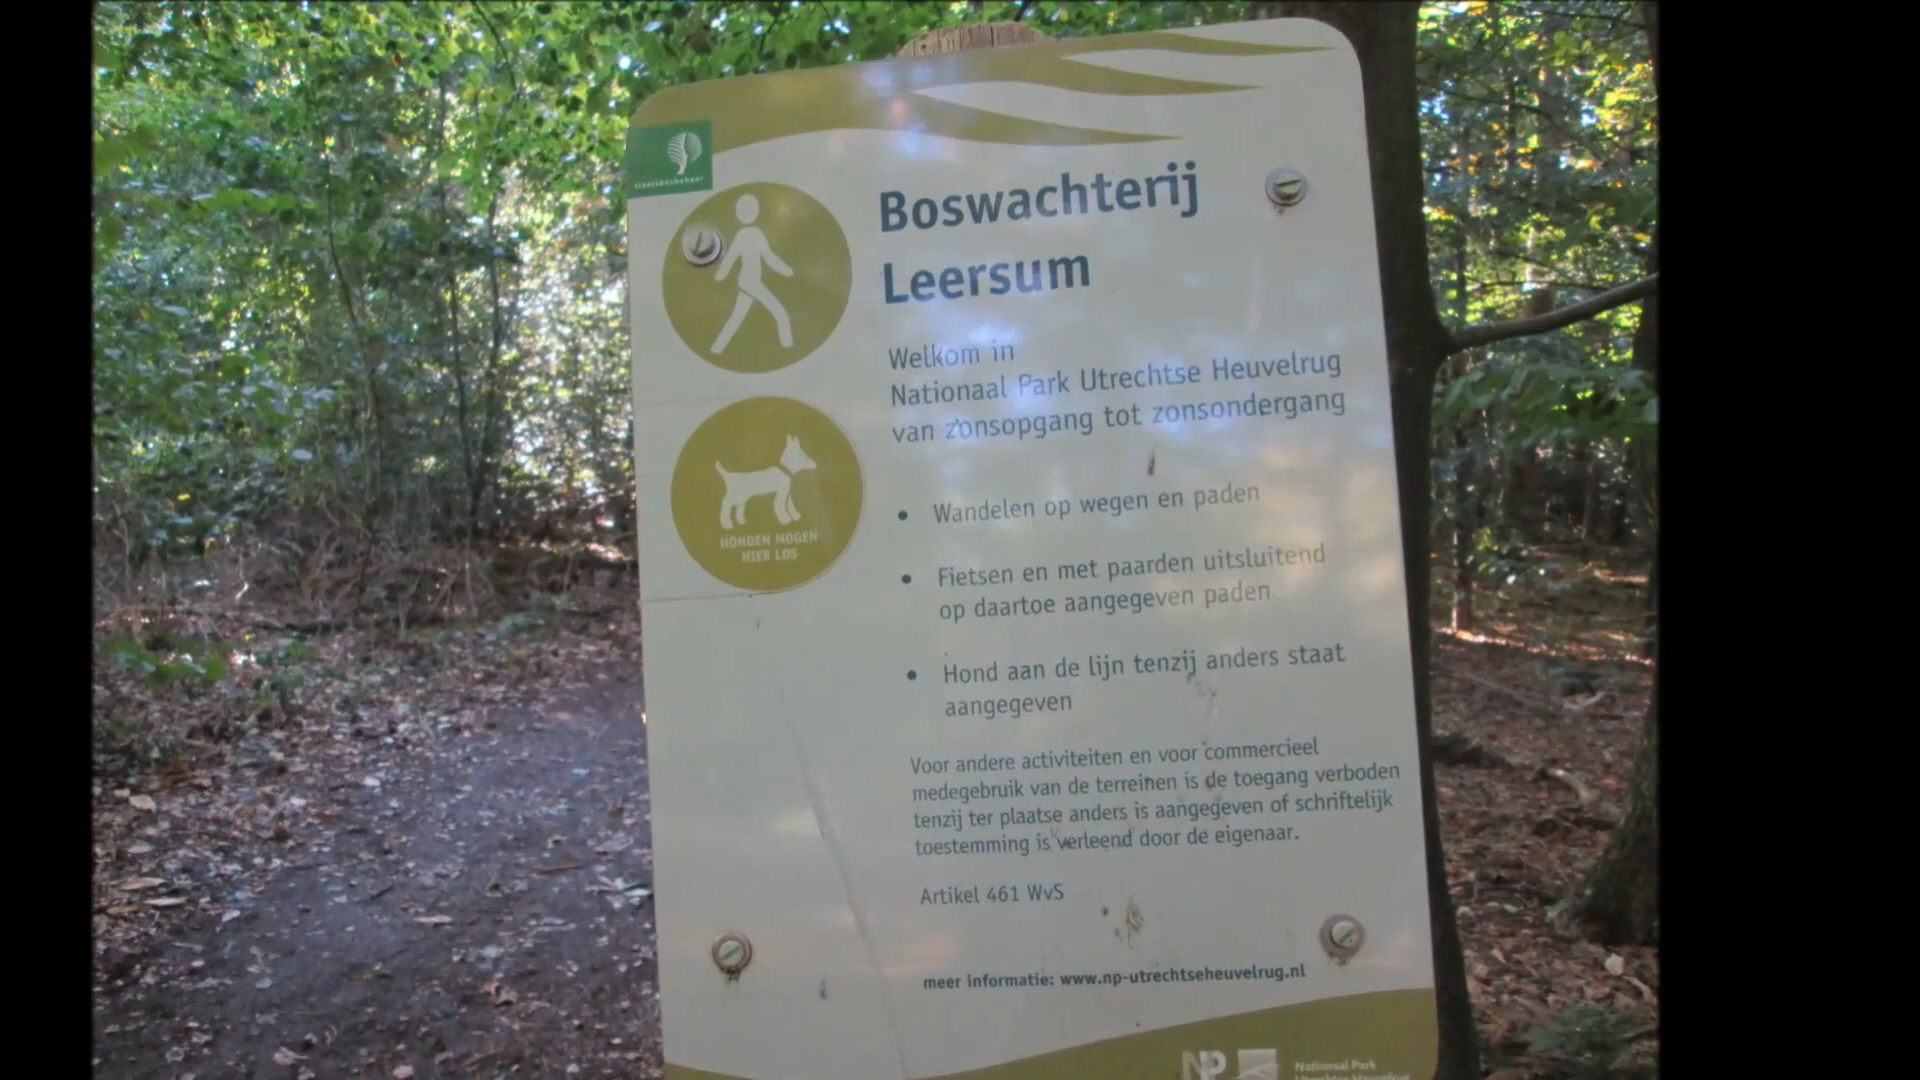 staatsbosbeheer
Boswachterij
Leersum
Welkom in
Nationaal Park Utrechtse Heuvelrug
van zonsopgang tot zonsondergang
HONDEN MOGEN
HIER LOS
• Wandelen op wegen en paden
• Fietsen en met paarden uitsluitend
op daartoe aangegeven paden
• Hond aan de lijn tenzij anders staat
aangegeven
Voor andere activiteiten en voor commercieel
medegebruik van de terreinen is de toegang verboden
tenzij ter plaatse anders is aangegeven of schriftelijk
toestemming is verleend door de eigenaar.
Artikel 461 WvS
meer informatie: www.np-utrechtseheuvelrug.nl
NP
Nationaal Park
Utrechtse Heuvelrug